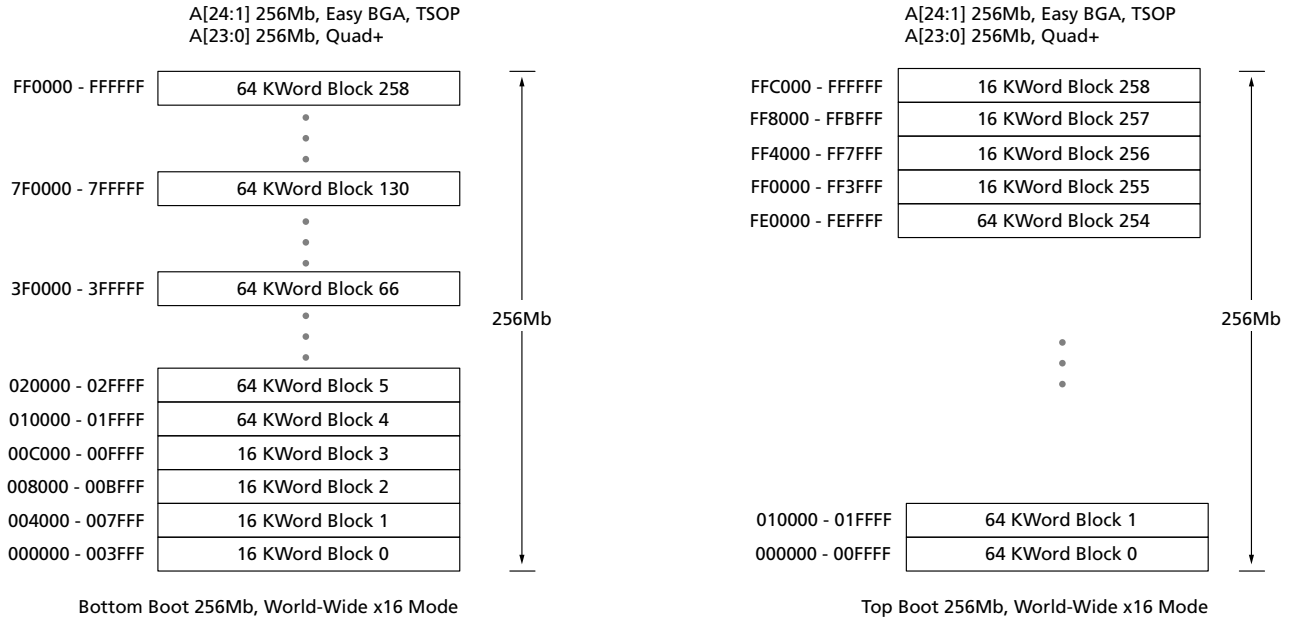 A[24:1] 256Mb, Easy BGA, TSOP
A[23:0] 256Mb, Quad+
FF0000 - FFFFFF 64 KWord Block 258
7F0000 - 7FFFFF 64 KWord Block 130
3F0000 - 3FFFFF 64 KWord Block 66
256Mb
020000 - 02FFFF 64 KWord Block 5
010000 - 01FFFF 64 KWord Block 4
00C000 - 00FFFF 16 KWord Block 3
008000 - 00BFFF 16 KWord Block 2
004000 - 007FFF 16 KWord Block 1
000000 - 003FFF 16 KWord Block 0
Bottom Boot 256Mb, World-Wide x16 Mode
A[24:1] 256Mb, Easy BGA, TSOP
A[23:0] 256Mb, Quad+
FFC000 - FFFFFF 16 KWord Block 258
FF8000 - FFBFFF 16 KWord Block 257
FF4000 - FF7FFF 16 KWord Block 256
FF0000 - FF3FFF 16 KWord Block 255
FE0000 - FEFFFF 64 KWord Block 254
256Mb
010000 - 01FFFF 64 KWord Block 1
000000 - 00FFFF 64 KWord Block 0
Top Boot 256Mb, World-Wide x16 Mode